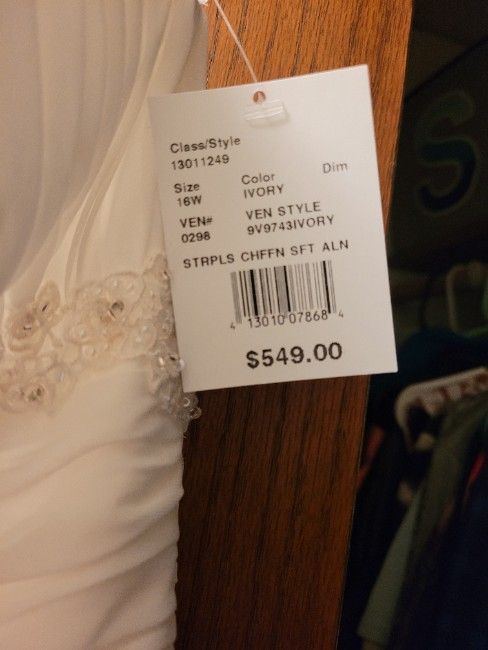 Class/Style
13011249
Size Color Dim
16W IVORY
VEN# VEN STYLE
0298 9V9743IVORY
STRPLS CHFFN SFT ALN
4 13010 07868 4
$549.00
S